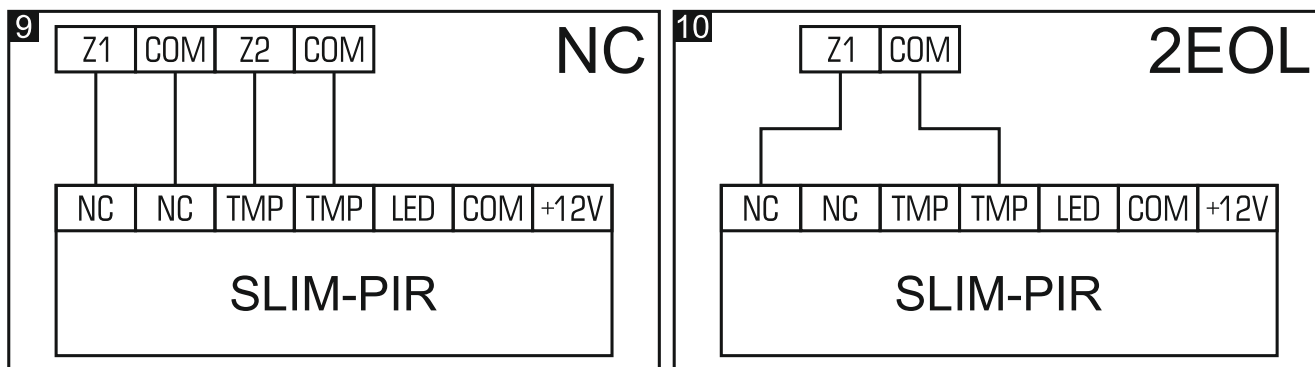 9
NC
Z1 COM Z2 COM
NC NC TMP TMP LED COM +12V
SLIM-PIR
10
2EOL
Z1 COM
NC NC TMP TMP LED COM +12V
SLIM-PIR